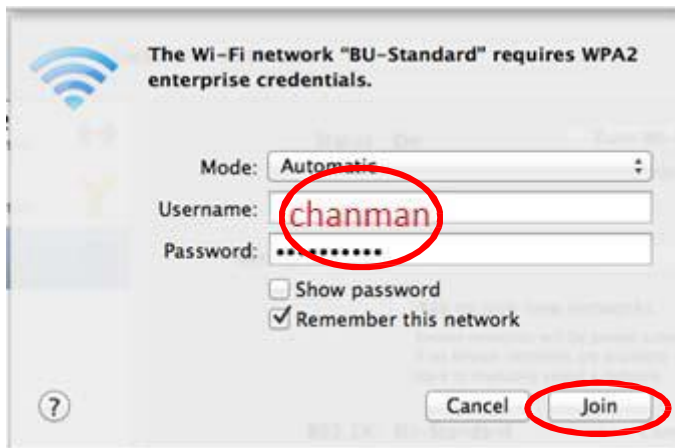 The Wi-Fi network "BU-Standard" requires WPA2
enterprise credentials.
Mode: Automatic
Username: chanman
Password: ••••••••••
Show password
Remember this network
? Cancel Join